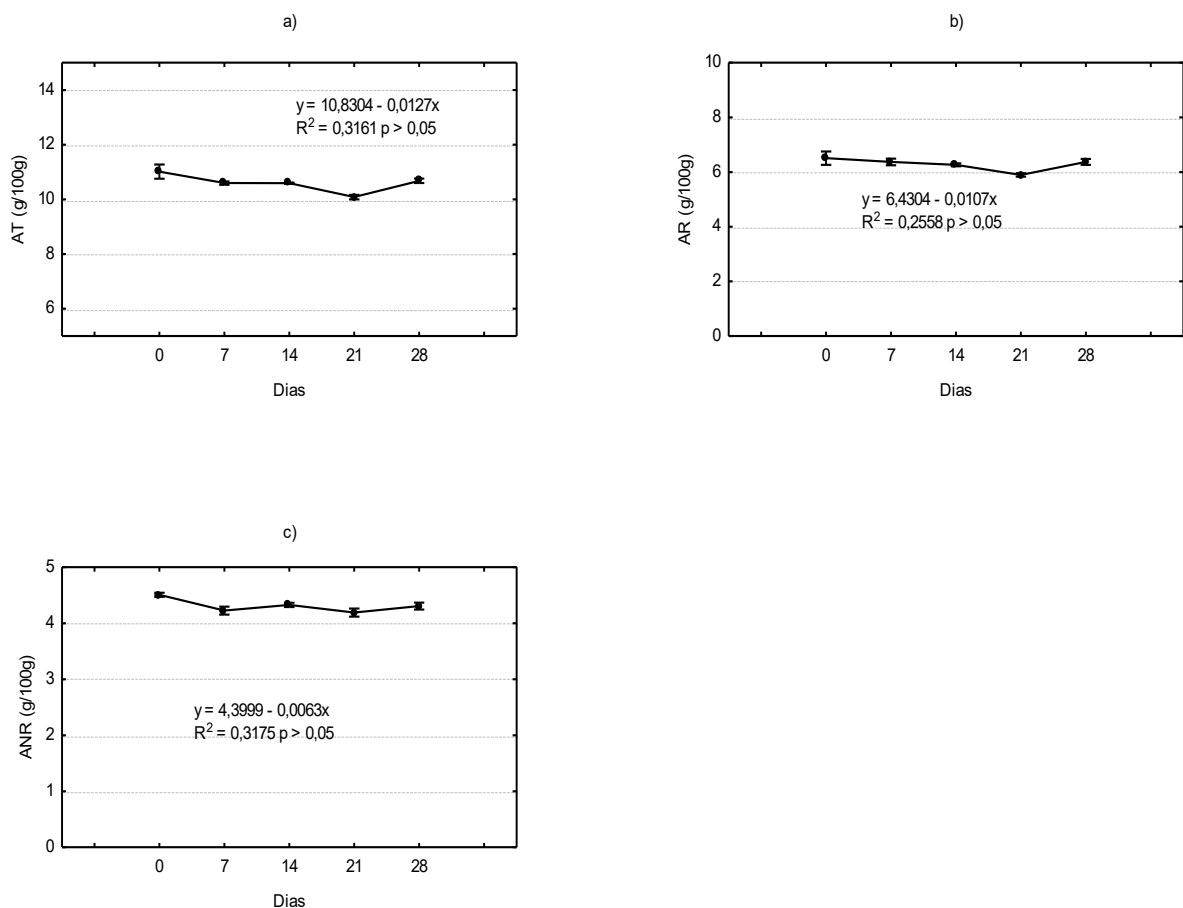 a)
AT (g/100g)
14
12
10
8
6
y = 10,8304 - 0,0127x
R2 = 0,3161 p > 0,05
0 7 14 21 28
Dias
b)
AR (g/100g)
10
8
6
4
2
0
y = 6,4304 - 0,0107x
R2 = 0,2558 p > 0,05
0 7 14 21 28
Dias
c)
ANR (g/100g)
5
4
3
2
1
0
y = 4,3999 - 0,0063x
R2 = 0,3175 p > 0,05
0 7 14 21 28
Dias